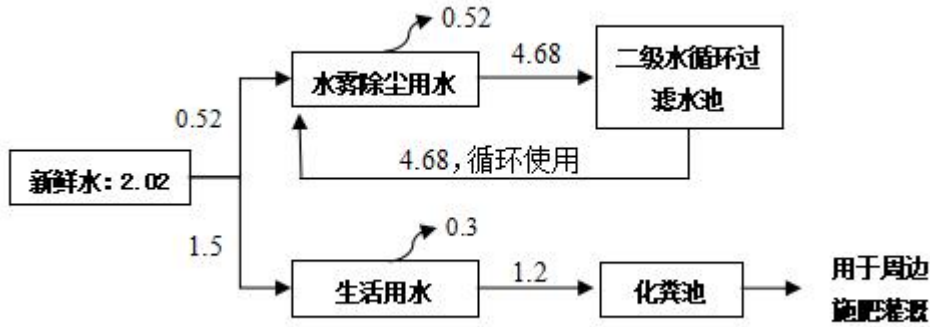 0.52
水雾除尘用水
4.68
二级水循环过
滤水池
0.52
4.68,循环使用
新鲜水：2.02
1.5
0.3
生活用水
1.2
化粪池
用于周边
施肥灌溉